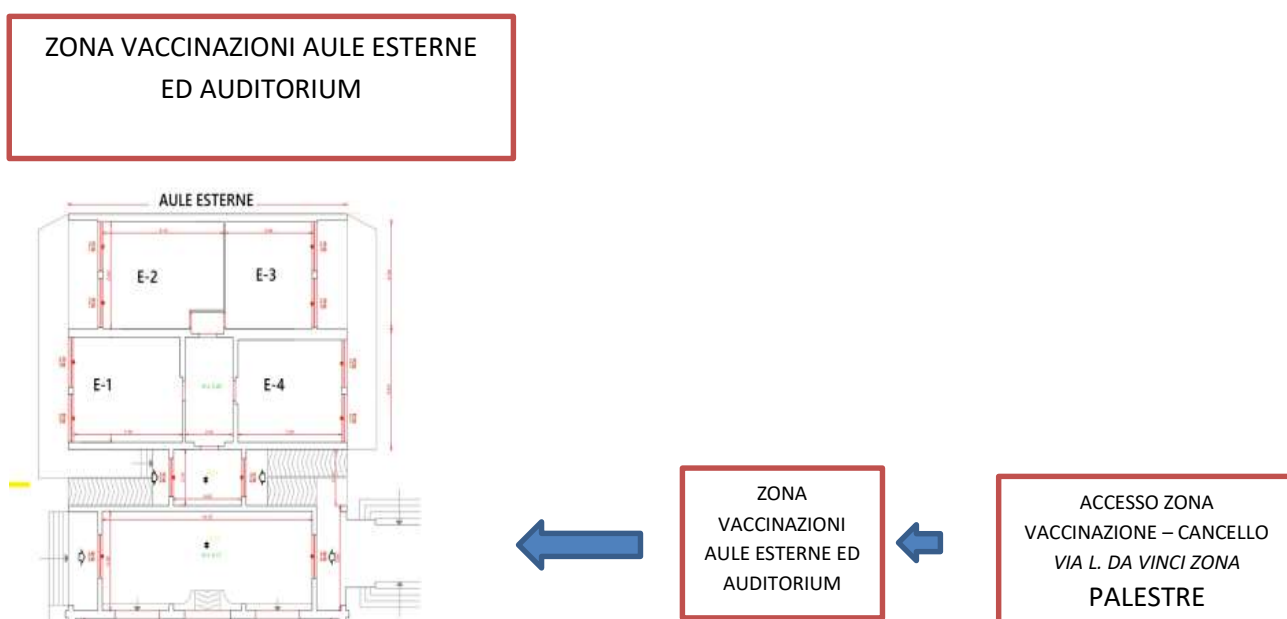 ZONA VACCINAZIONI AULE ESTERNE
ED AUDITORIUM
AULE ESTERNE
E-2
E-3
E-1
E-4
ZONA
VACCINAZIONI
AULE ESTERNE ED
AUDITORIUM
ACCESSO ZONA
VACCINAZIONE – CANCELLO
VIA L. DA VINCI ZONA
PALESTRE